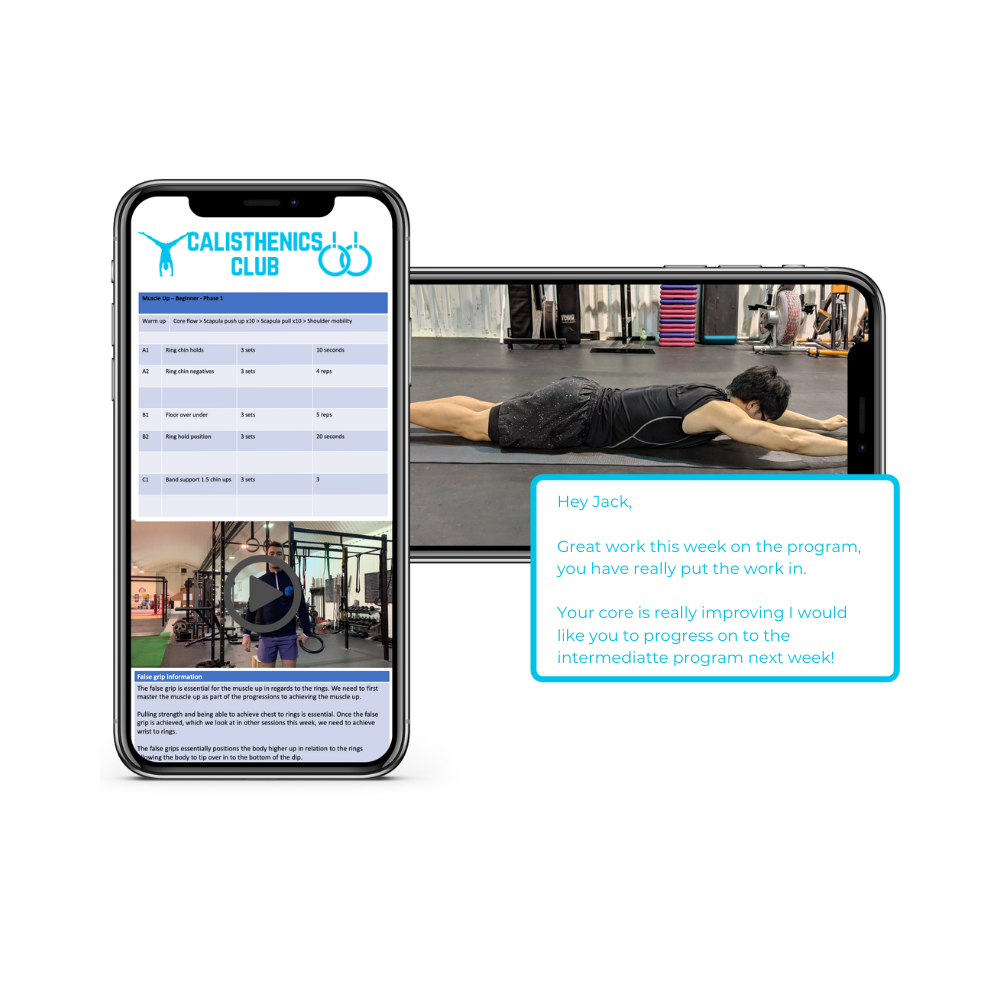 CALISTHENICS
CLUB
Muscle Up – Beginner - Phase 1
Warm up Core flow > Scapula push up x10 > Scapula pull x10 > Shoulder mobility
A1 Ring chin holds 3 sets 10 seconds
A2 Ring chin negatives 3 sets 4 reps
B1 Floor over under 3 sets 5 reps
B2 Ring hold position 3 sets 20 seconds
C1 Band support 1.5 chin ups 3 sets 3
False grip information
The false grip is essential for the muscle up in regards to the rings. We need to first
master the muscle up as part of the progressions to achieving the muscle up.
Pulling strength and being able to achieve chest to rings is essential. Once the false
grip is achieved, which we look at in other sessions this week, we need to achieve
wrist to rings.
The false grips essentially positions the body higher up in relation to the rings
allowing the body to tip over in to the bottom of the dip.
Hey Jack,
Great work this week on the program,
you have really put the work in.
Your core is really improving I would
like you to progress on to the
intermediatte program next week!